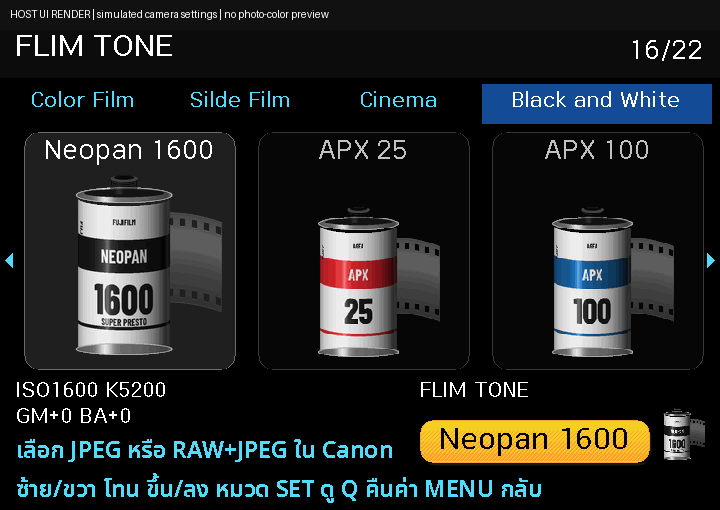 HOST UI RENDER | simulated camera settings | no photo-color preview
FLIM TONE
16/22
Color Film
Silde Film
Cinema
Black and White
Neopan 1600
APX 25
APX 100
FUJIFILM
NEOPAN
1600
SUPER PRESTO
AGFA
APX
25
AGFA
APX
100
ISO1600 K5200
GM+0 BA+0
FLIM TONE
Neopan 1600
เลือก JPEG หรือ RAW+JPEG ใน Canon
ซ้าย/ขวา โทน ขึ้น/ลง หมวด SET ดู Q คืนค่า MENU กลับ